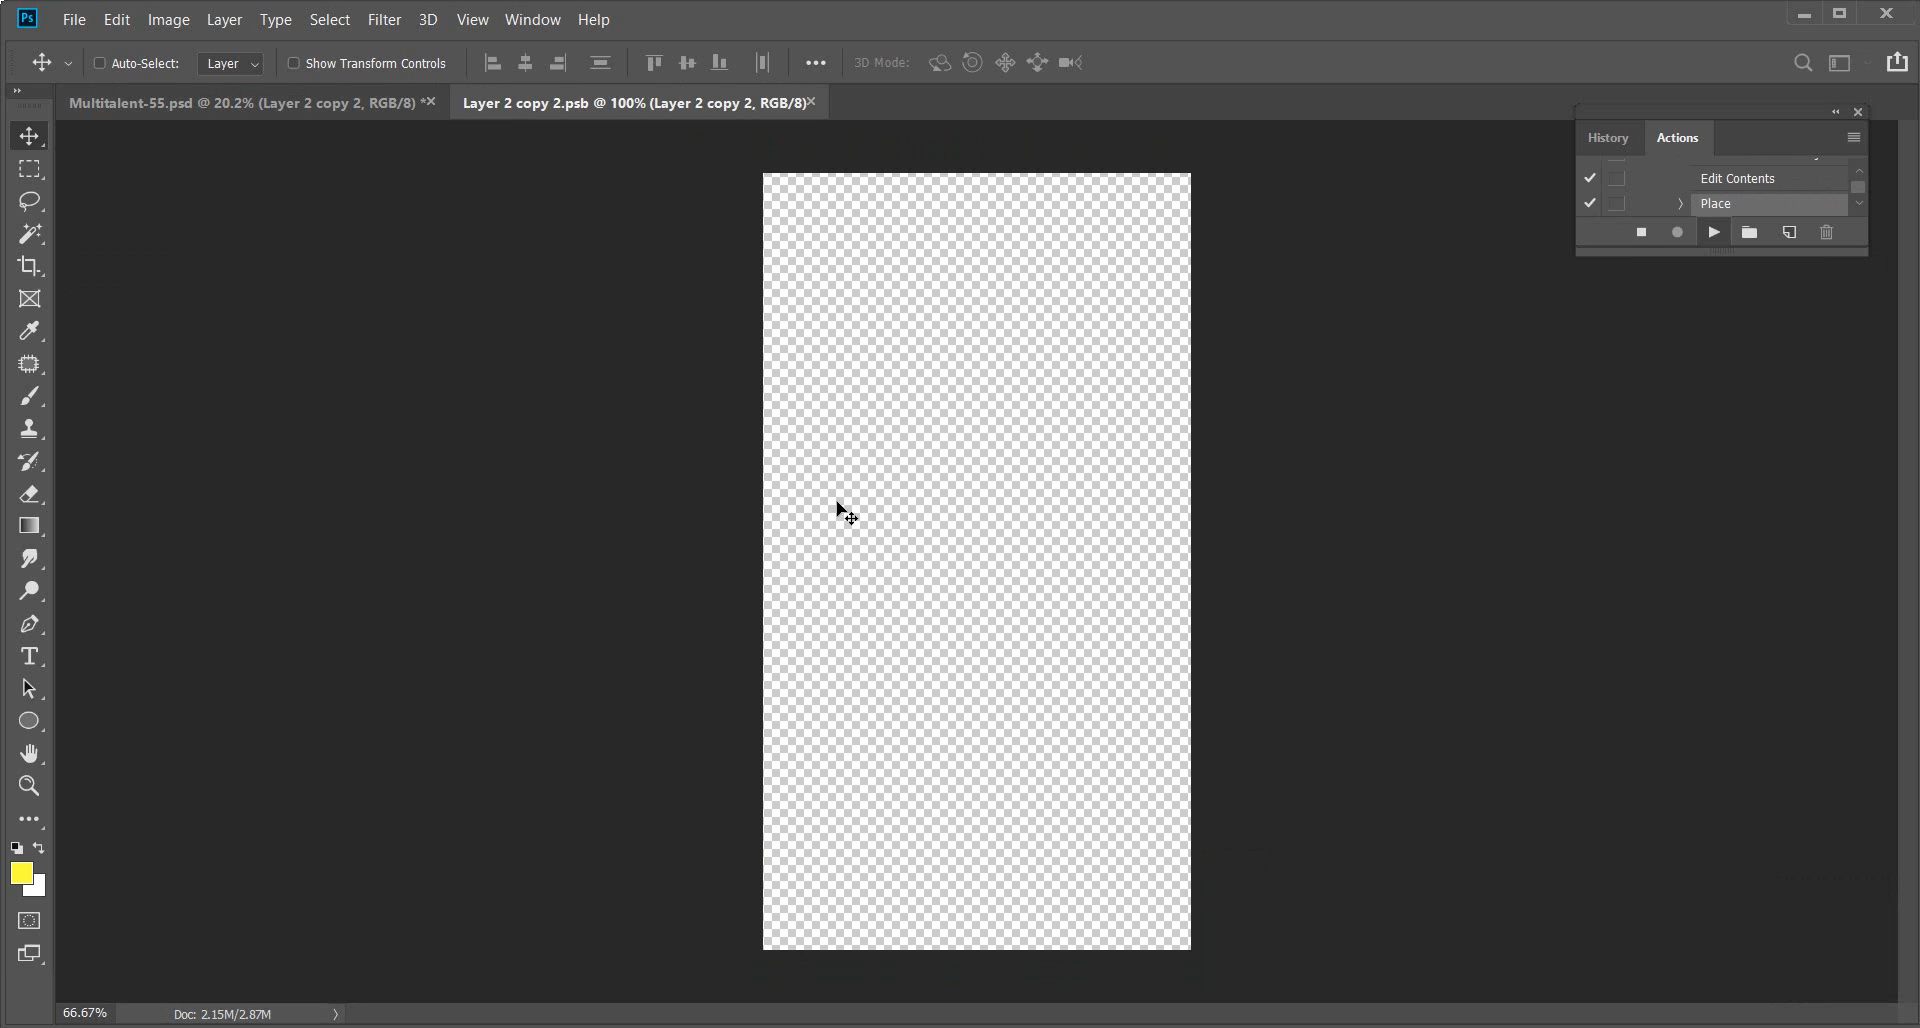 Ps File Edit Image Layer Type Select Filter 3D View Window Help
Auto-Select: Layer Show Transform Controls 3D Mode:
Multitalent-55.psd @ 20.2% (Layer 2 copy 2, RGB/8) *
Layer 2 copy 2.psb @ 100% (Layer 2 copy 2, RGB/8)
History Actions
Edit Contents
Place
T
66.67% Doc: 2.15M/2.87M